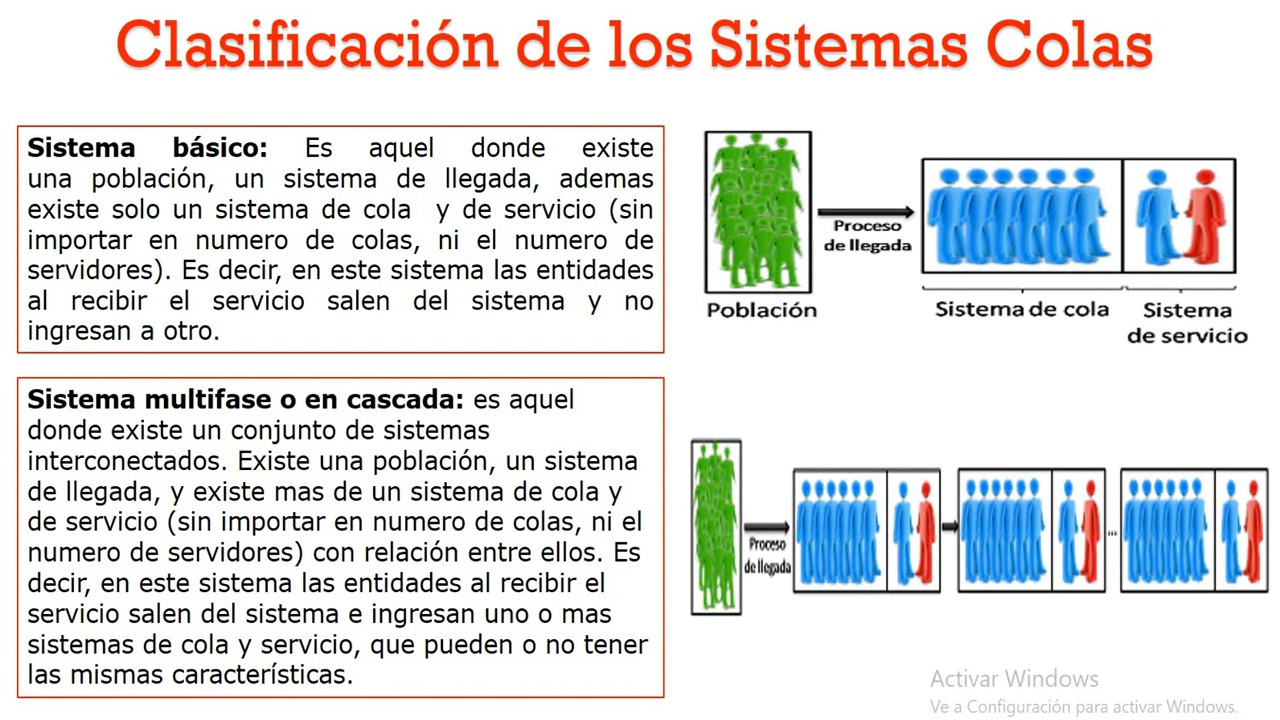 Clasificación de los Sistemas Colas
Sistema básico: Es aquel donde existe
una población, un sistema de llegada, ademas
existe solo un sistema de cola y de servicio (sin
importar en numero de colas, ni el numero de
servidores). Es decir, en este sistema las entidades
al recibir el servicio salen del sistema y no
ingresan a otro.
Población
Proceso
de llegada
Sistema de cola
Sistema
de servicio
Sistema multifase o en cascada: es aquel
donde existe un conjunto de sistemas
interconectados. Existe una población, un sistema
de llegada, y existe mas de un sistema de cola y
de servicio (sin importar en numero de colas, ni el
numero de servidores) con relación entre ellos. Es
decir, en este sistema las entidades al recibir el
servicio salen del sistema e ingresan uno o mas
sistemas de cola y servicio, que pueden o no tener
las mismas características.
Proceso
de llegada
...
Activar Windows
Ve a Configuración para activar Windows.